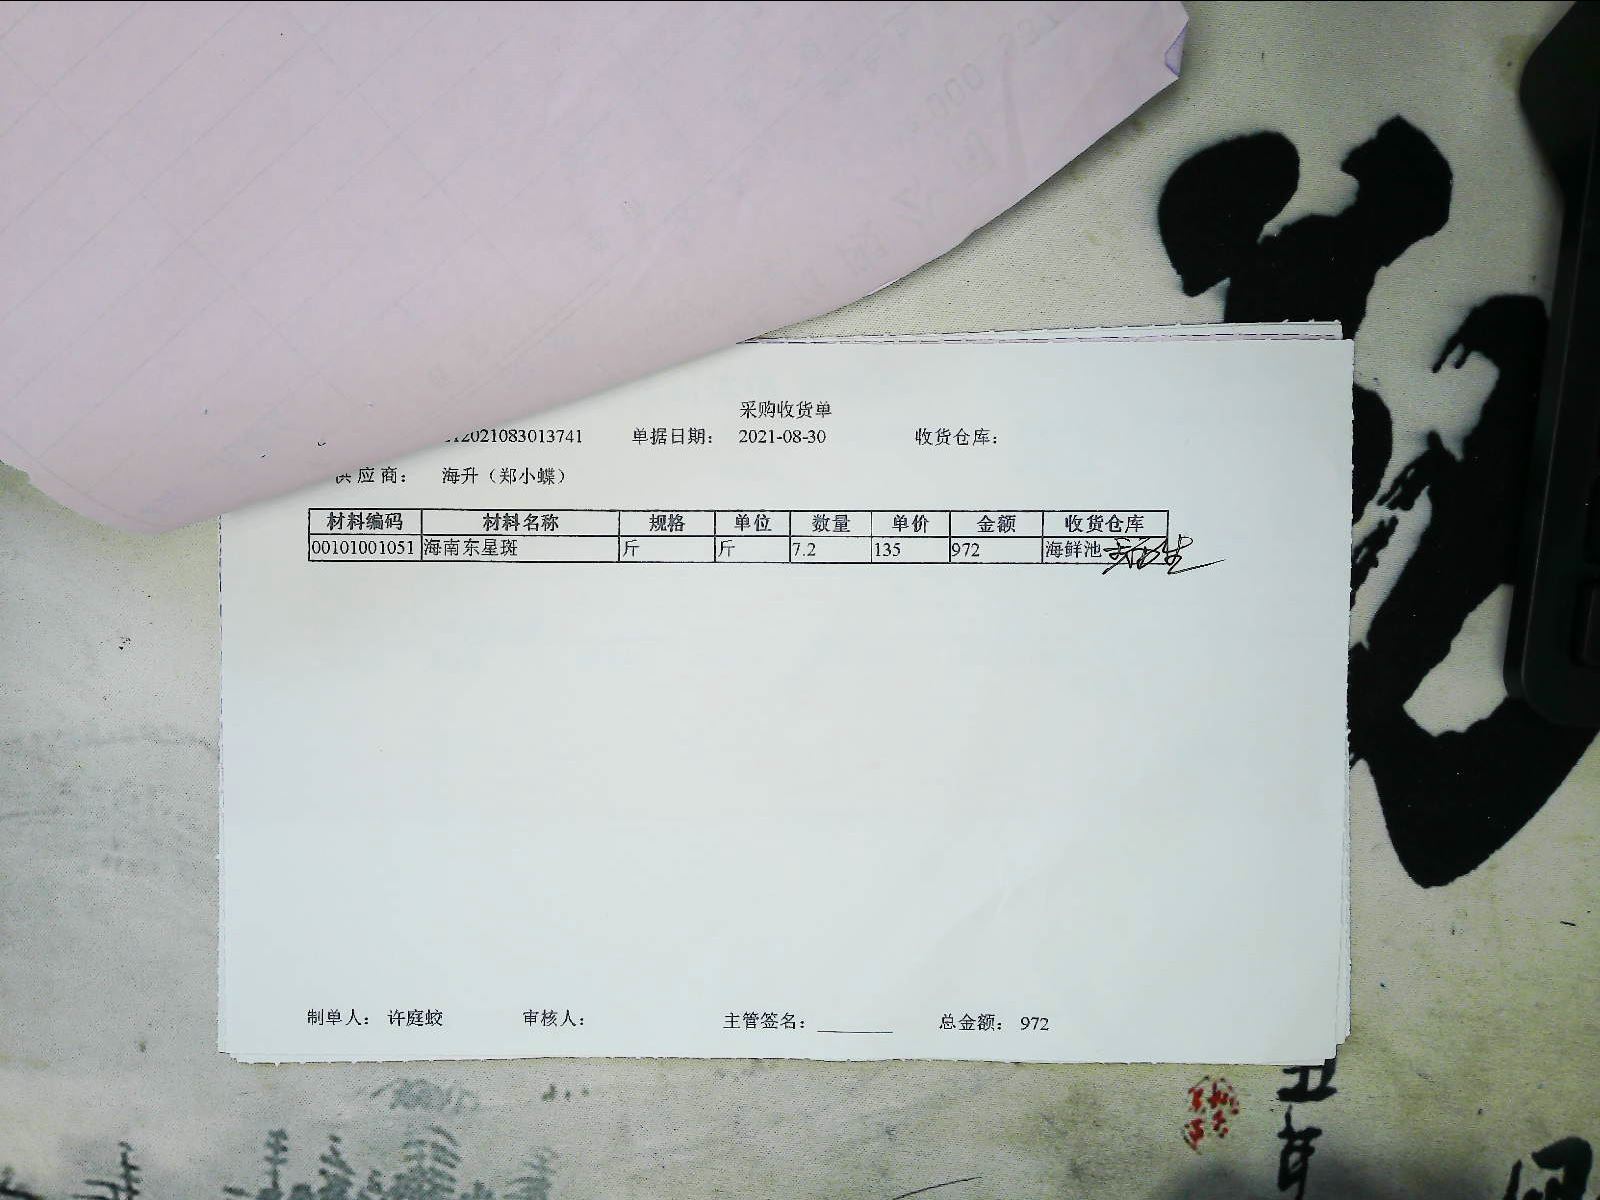 采购收货单
12021083013741 单据日期： 2021-08-30 收货仓库：
供应商： 海升（郑小蝶）
材料编码 材料名称 规格 单位 数量 单价 金额 收货仓库
00101001051 海南东星斑 斤 斤 7.2 135 972 海鲜池
制单人： 许庭蛟 审核人： 主管签名： 总金额： 972